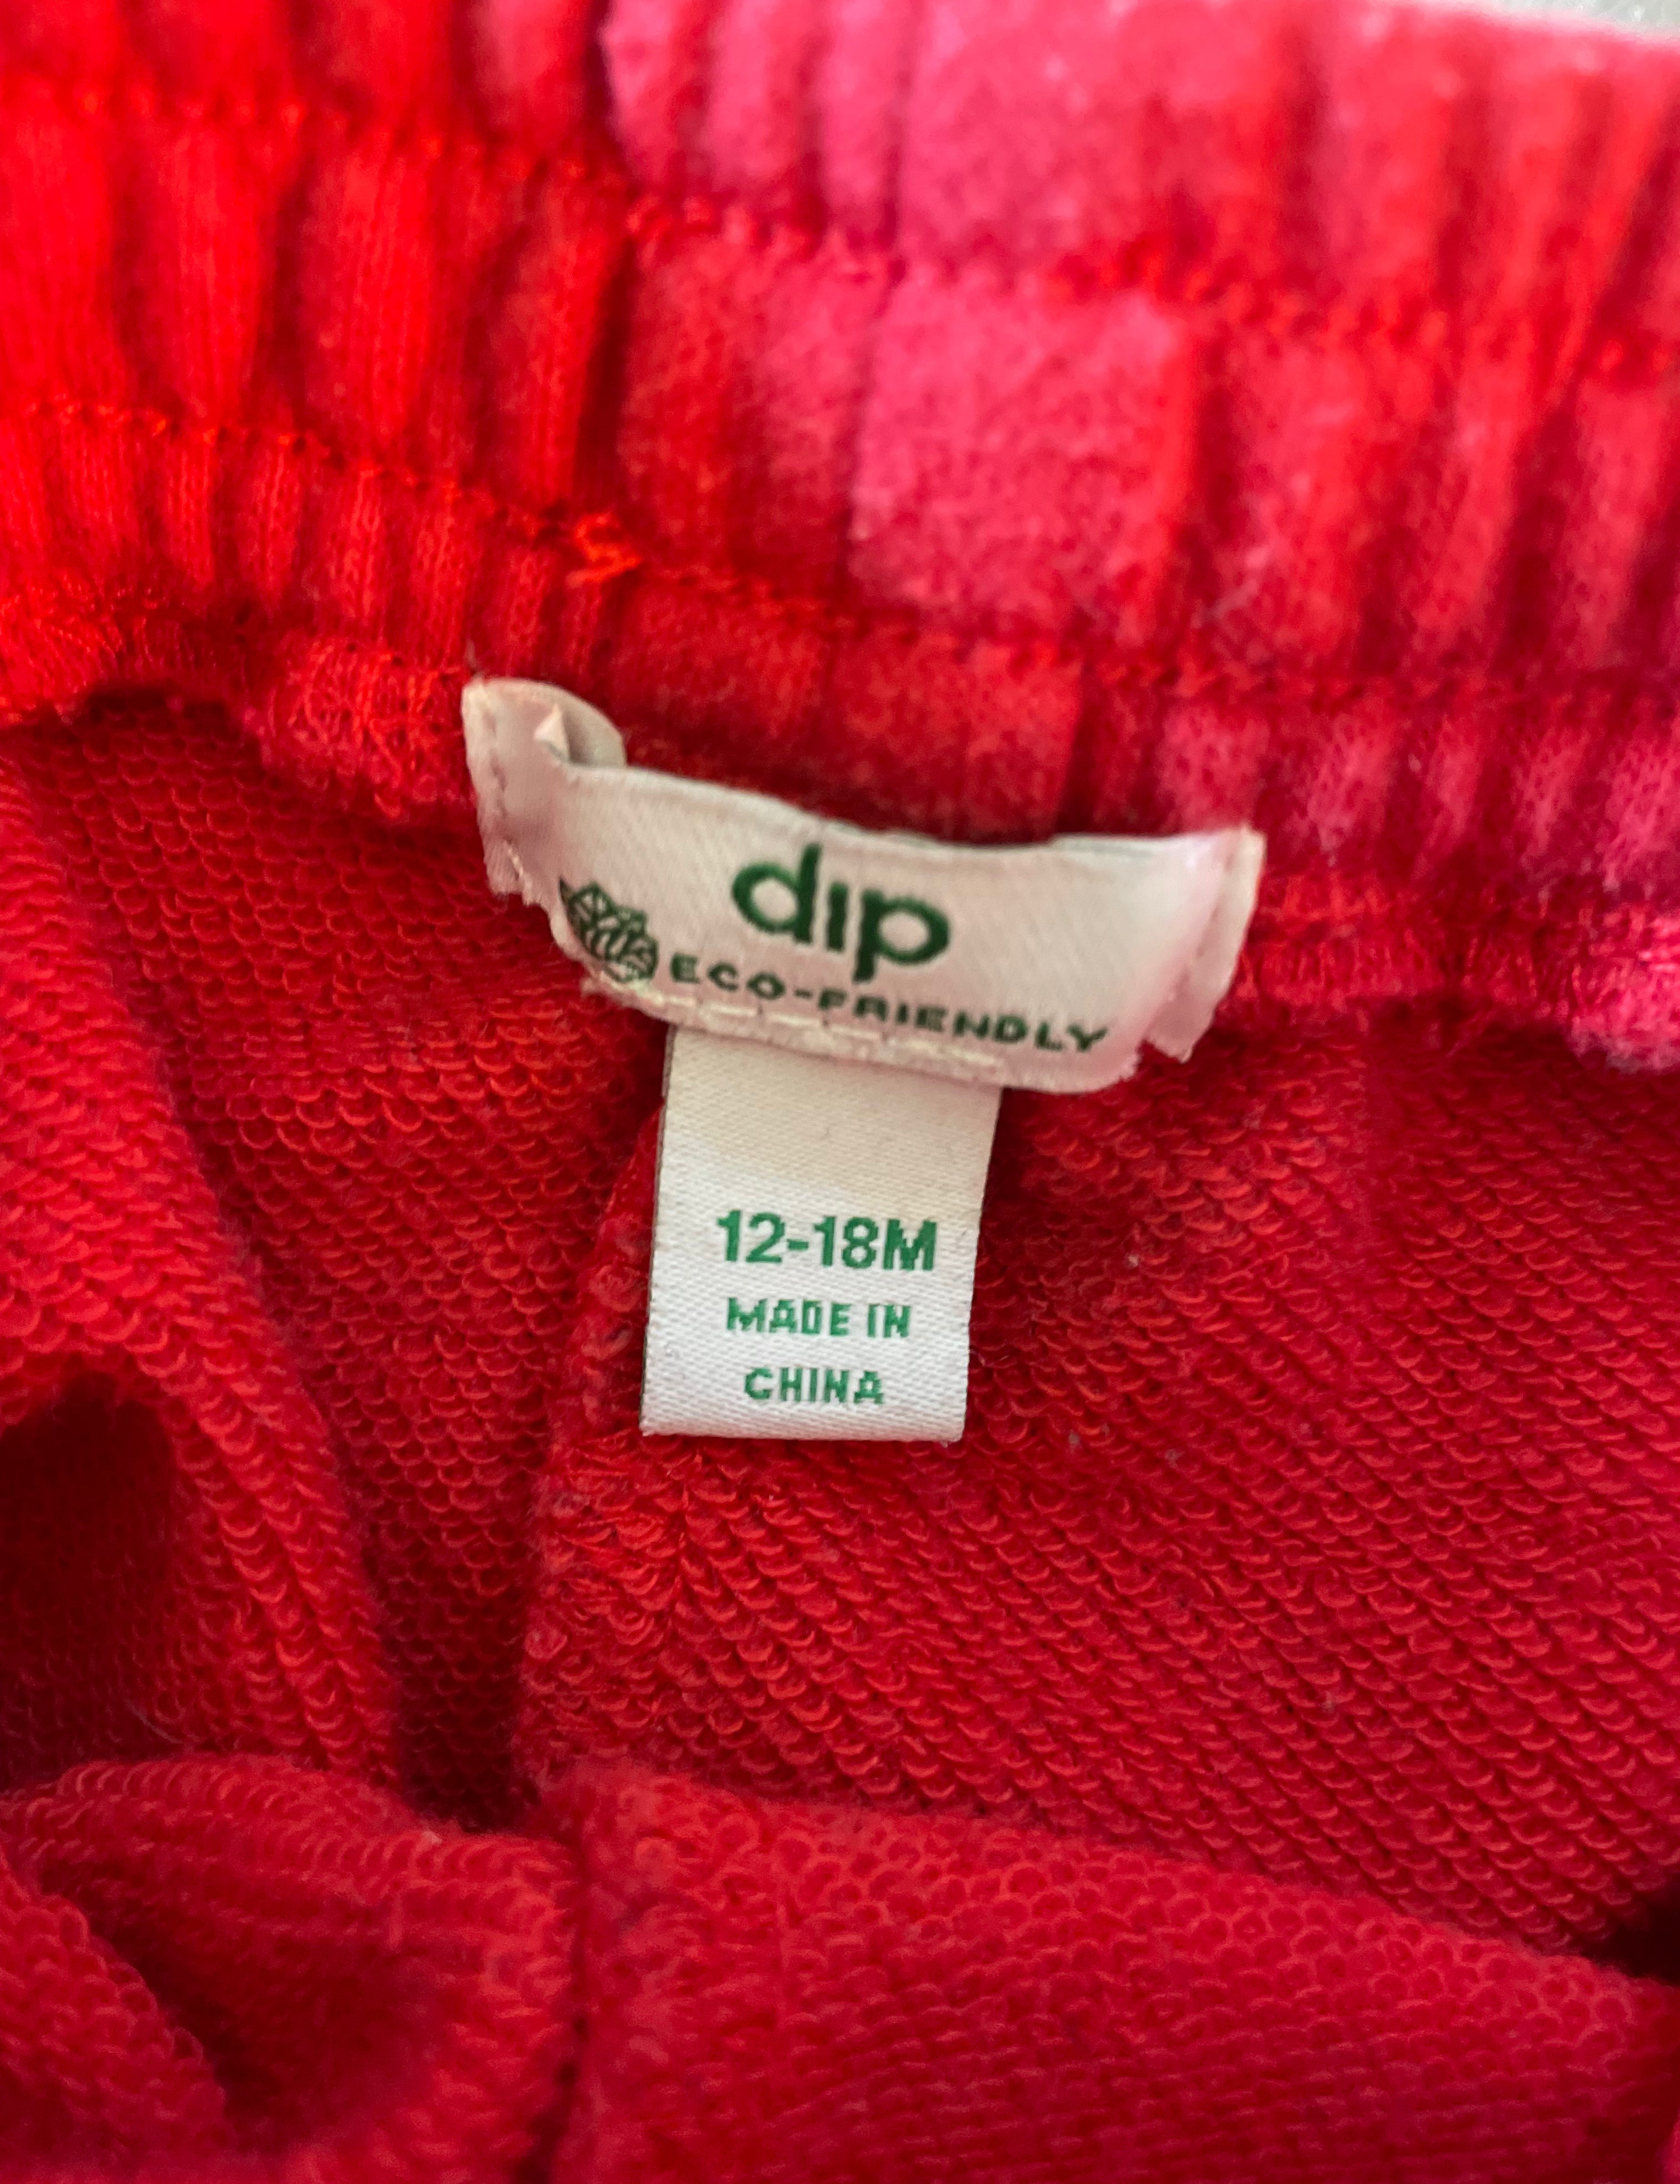 dip
ECO-FRIENDLY
12-18M
MADE IN
CHINA